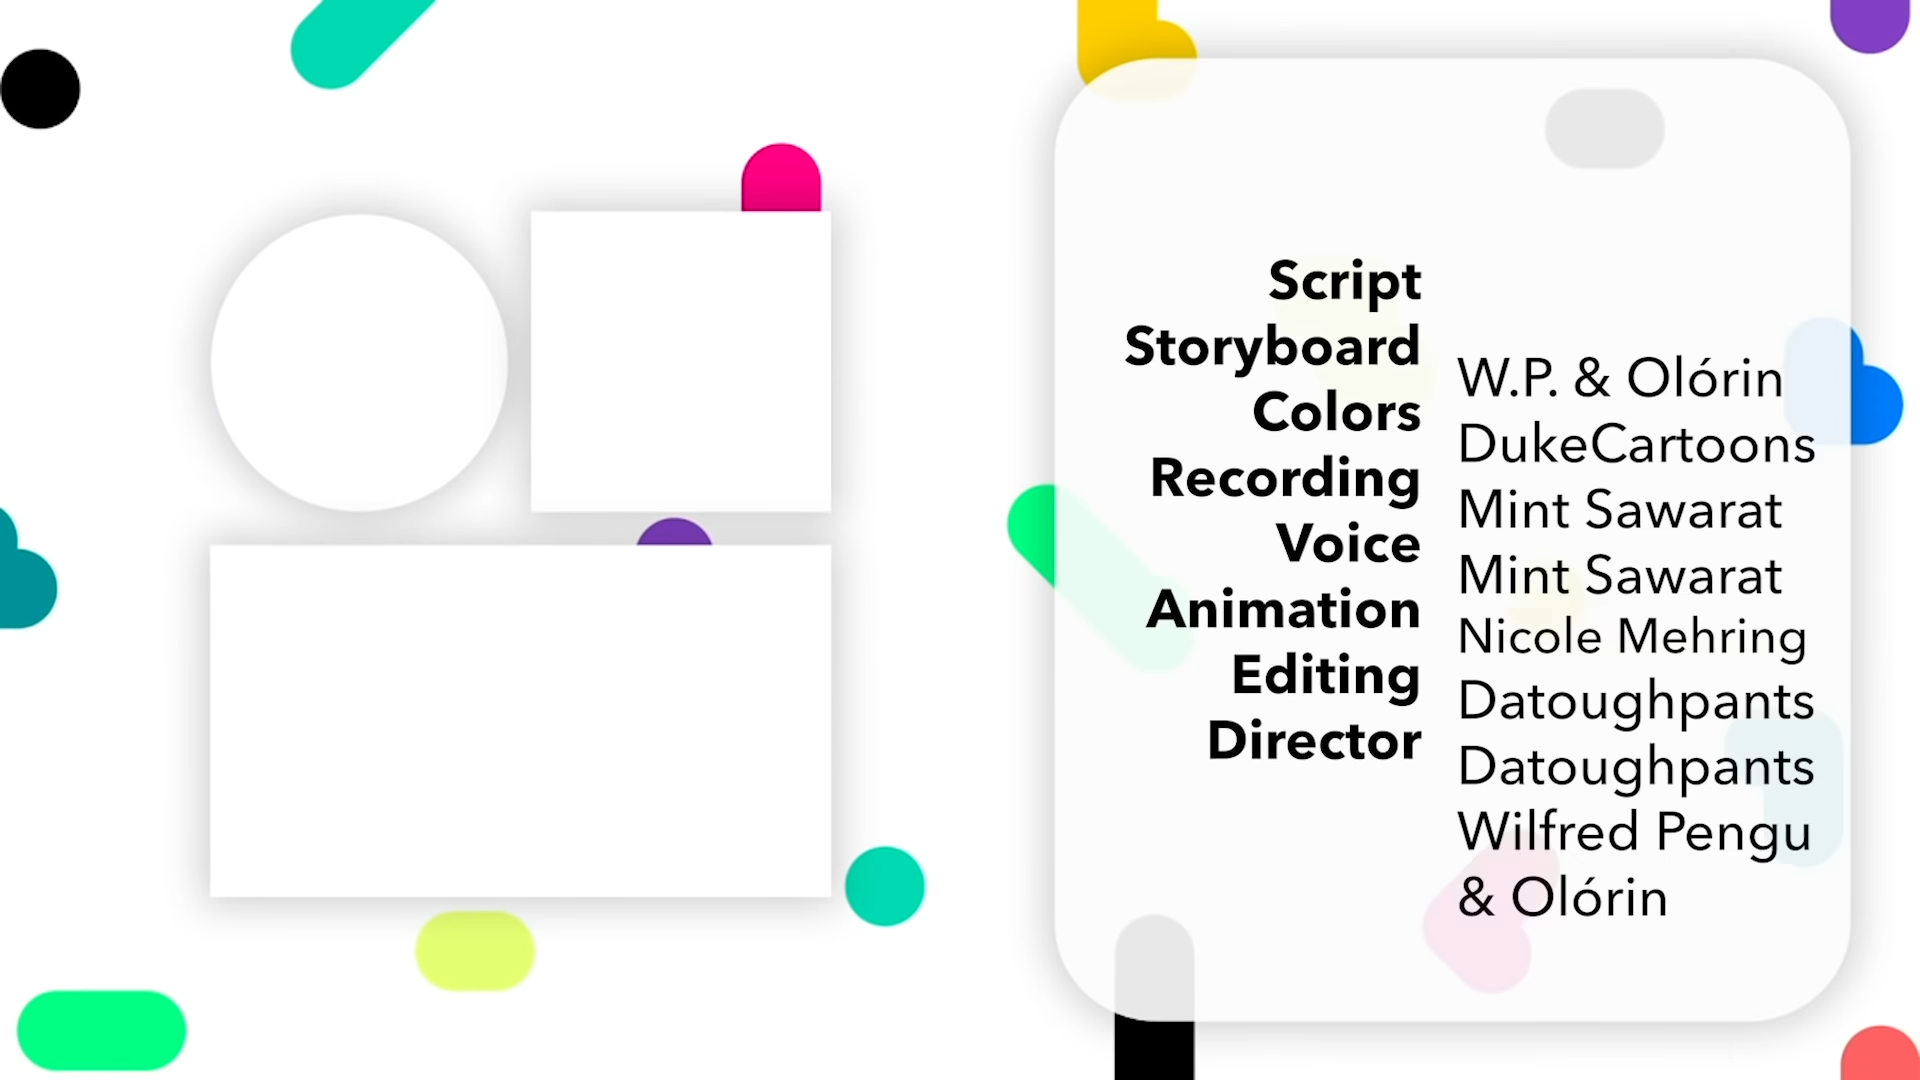 Script
Storyboard
Colors
Recording
Voice
Animation
Editing
Director
W.P. & Olórin
DukeCartoons
Mint Sawarat
Mint Sawarat
Nicole Mehring
Datoughpants
Datoughpants
Wilfred Pengu
& Olórin